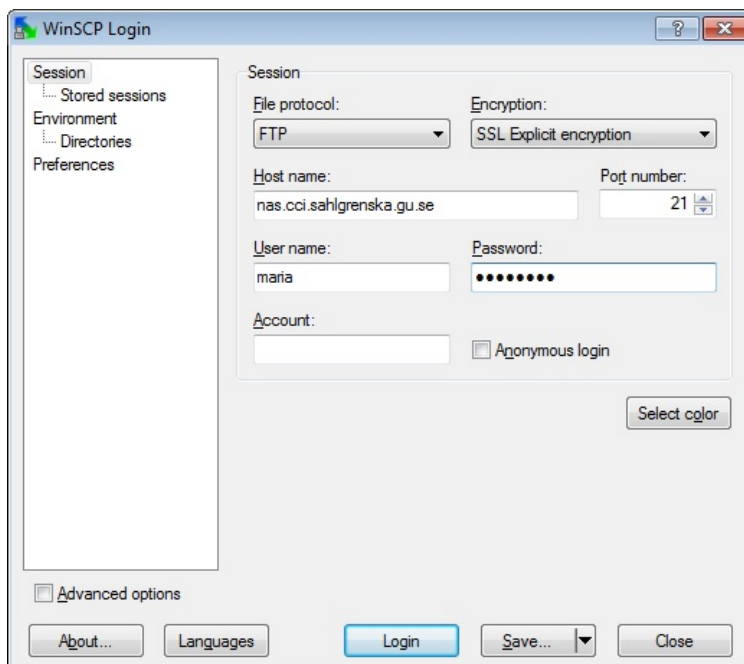 WinSCP Login
Session
Stored sessions
Environment
Directories
Preferences
Session
File protocol:
Encryption:
FTP
SSL Explicit encryption
Host name:
Port number:
nas.cci.sahlgrenska.gu.se
21
User name:
Password:
maria
••••••••
Account:
Anonymous login
Select color
Advanced options
About...
Languages
Login
Save...
Close